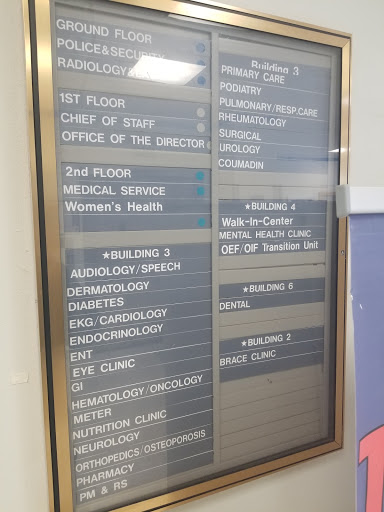 GROUND FLOOR
POLICE&SECURITY
RADIOLOGY/
1ST FLOOR
CHIEF OF STAFF
OFFICE OF THE DIRECTOR
2nd FLOOR
MEDICAL SERVICE
Women's Health
★BUILDING 3
AUDIOLOGY/SPEECH
DERMATOLOGY
DIABETES
EKG/CARDIOLOGY
ENDOCRINOLOGY
ENT
EYE CLINIC
GI
HEMATOLOGY/ONCOLOGY
METER
NUTRITION CLINIC
NEUROLOGY
ORTHOPEDICS/OSTEOPOROSIS
PHARMACY
PM & RS
Building 3
PRIMARY CARE
PODIATRY
PULMONARY/RESP.CARE
RHEUMATOLOGY
SURGICAL
UROLOGY
COUMADIN
★BUILDING 4
Walk-In-Center
MENTAL HEALTH CLINIC
OEF/OIF Transition Unit
★BUILDING 6
DENTAL
★BUILDING 2
BRACE CLINIC